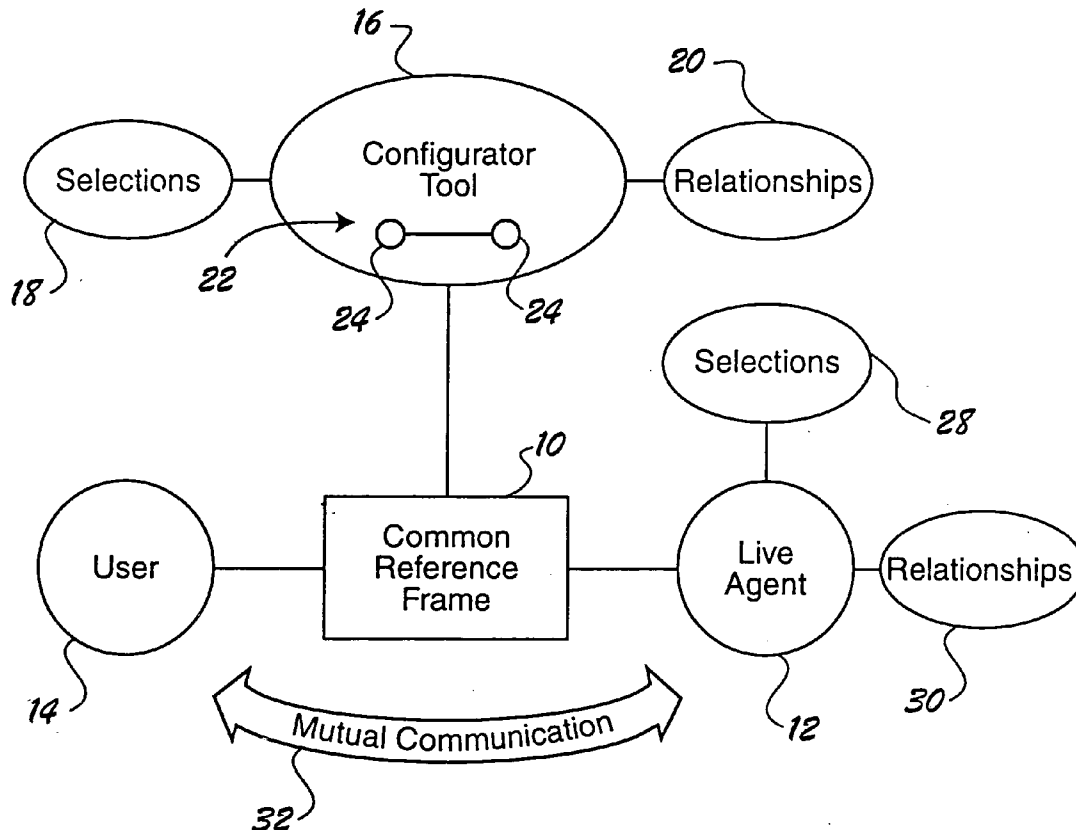 16
20
Selections
Configurator
Tool
Relationships
18
22
24
24
Selections
28
10
User
Common
Reference
Frame
Live
Agent
Relationships
14
Mutual Communication
12
30
32